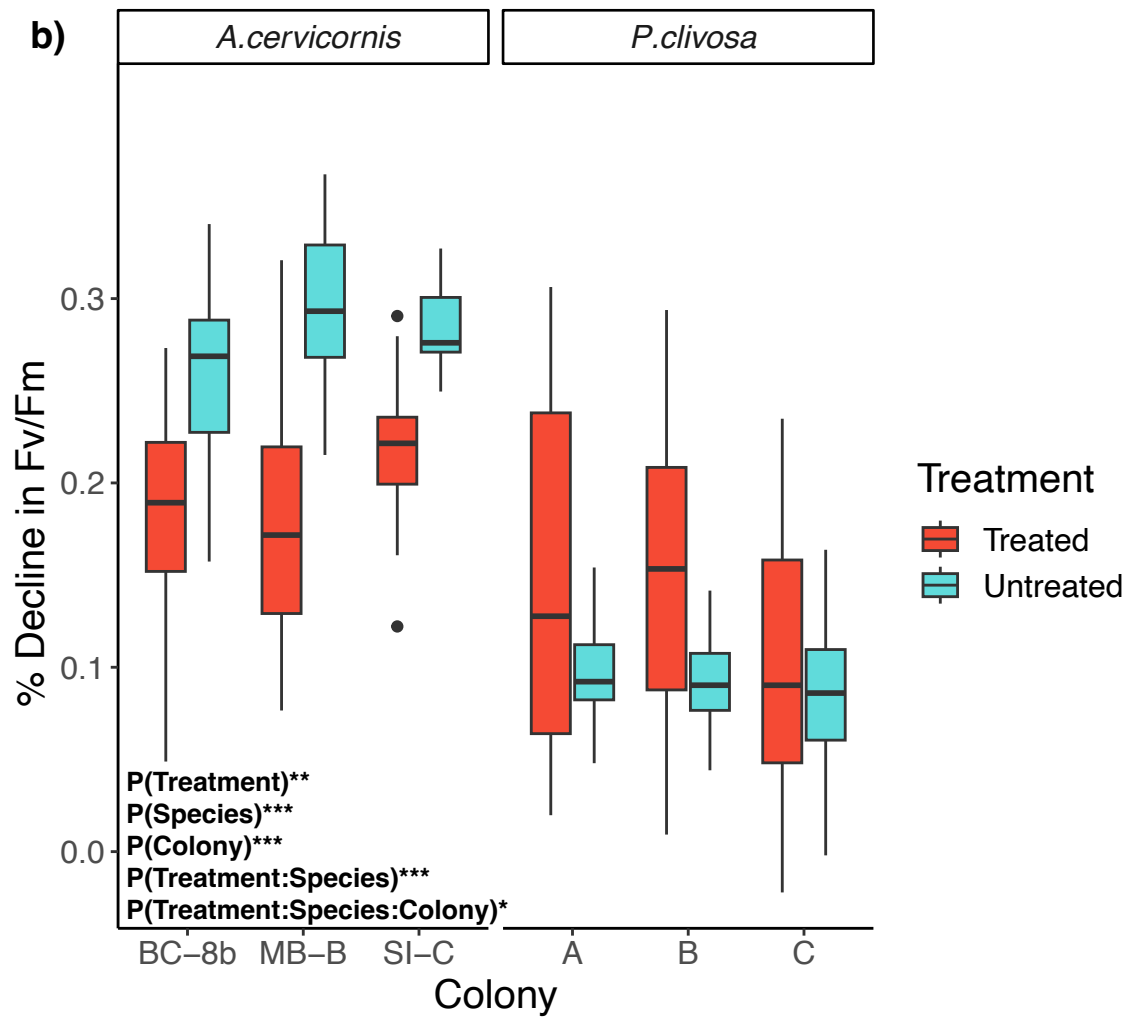 b)
A.cervicornis
P.clivosa
% Decline in Fv/Fm
0.3
0.2
0.1
0.0
P(Treatment)**
P(Species)***
P(Colony)***
P(Treatment:Species)***
P(Treatment:Species:Colony)*
BC−8b
MB−B
SI−C
A
B
C
Colony
Treatment
Treated
Untreated